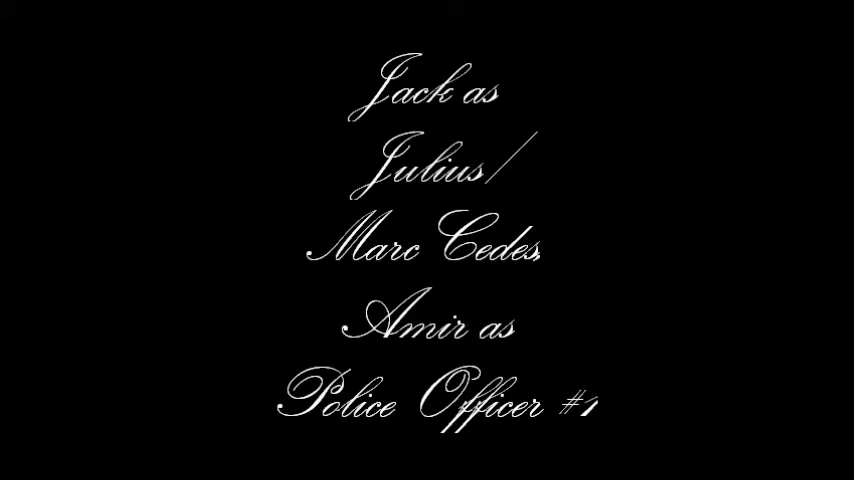 Jack as
Julius/
Marc Cedes,
Amir as
Police Officer #1